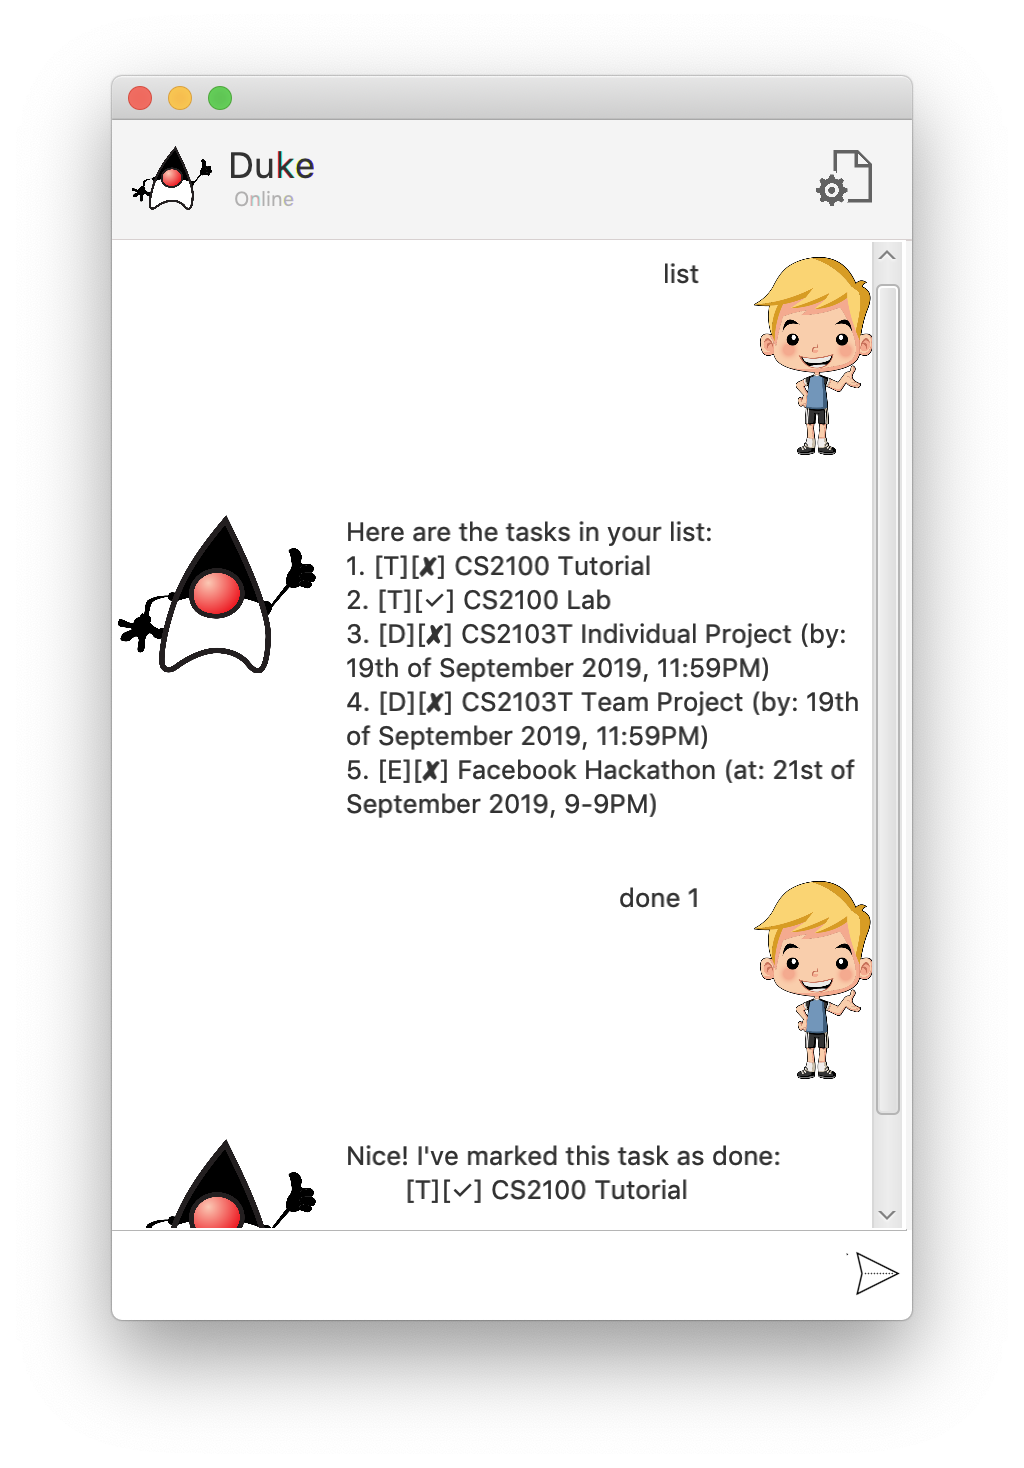 Duke
Online
list
Here are the tasks in your list:
1. [T][✘] CS2100 Tutorial
2. [T][✓] CS2100 Lab
3. [D][✘] CS2103T Individual Project (by:
19th of September 2019, 11:59PM)
4. [D][✘] CS2103T Team Project (by: 19th
of September 2019, 11:59PM)
5. [E][✘] Facebook Hackathon (at: 21st of
September 2019, 9-9PM)
done 1
Nice! I've marked this task as done:
[T][✓] CS2100 Tutorial